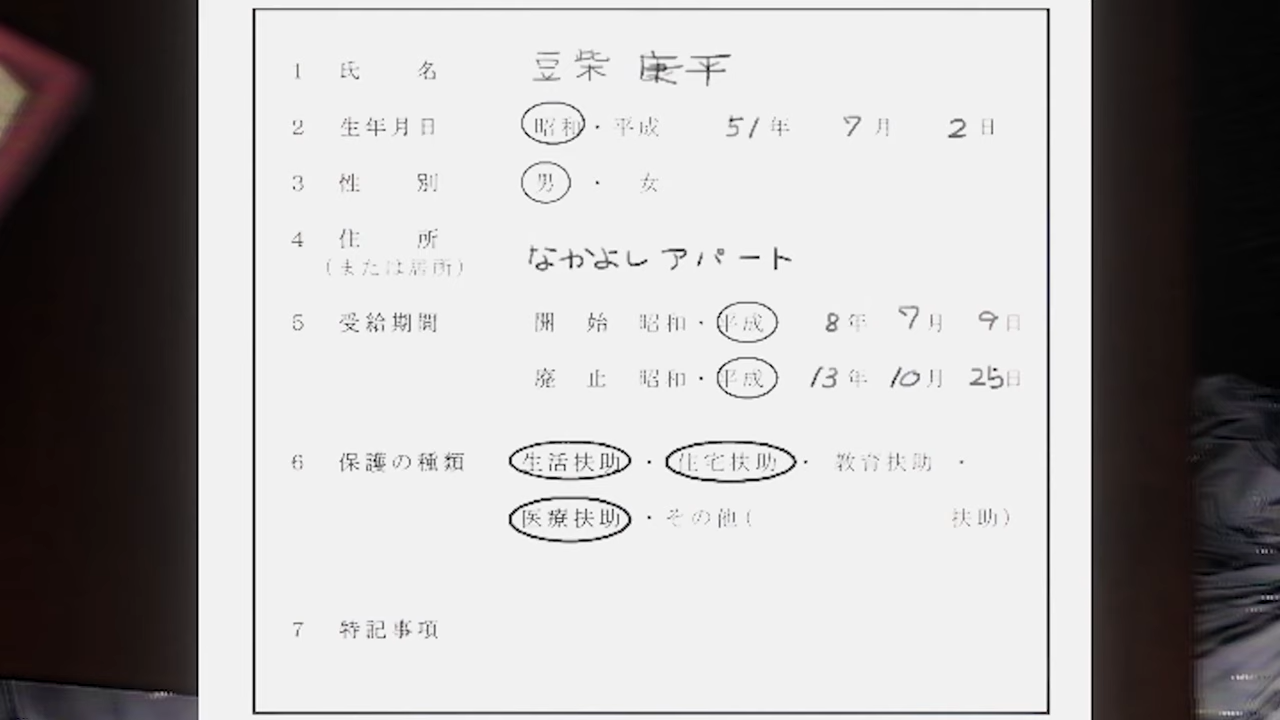 1 氏 名 豆柴 康平
2 生年月日 昭和・平成 51年 7月 2日
3 性 別 男 ・ 女
4 住 所 なかよしアパート
(または居所)
5 受給期間 開 始 昭和・平成 8年 7月 9日
廃 止 昭和・平成 13年 10月 25日
6 保護の種類 生活扶助 ・ 住宅扶助 ・ 教育扶助 ・
医療扶助 ・その他( 扶助)
7 特記事項